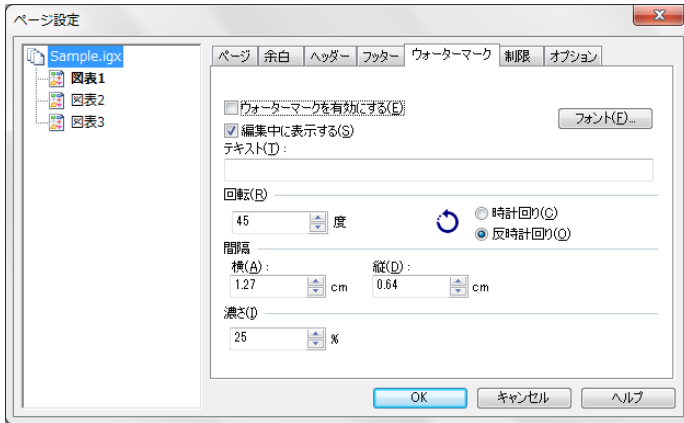 ページ設定
Sample.igx
図表1
図表2
図表3
ページ 余白 ヘッダー フッター ウォーターマーク 制限 オプション
ウォーターマークを有効にする(E)
フォント(F)...
編集中に表示する(S)
テキスト(T):
回転(R)
45 度
時計回り(C)
反時計回り(O)
間隔
横(A): 縦(D):
1.27 cm 0.64 cm
濃さ(I)
25 %
OK キャンセル ヘルプ